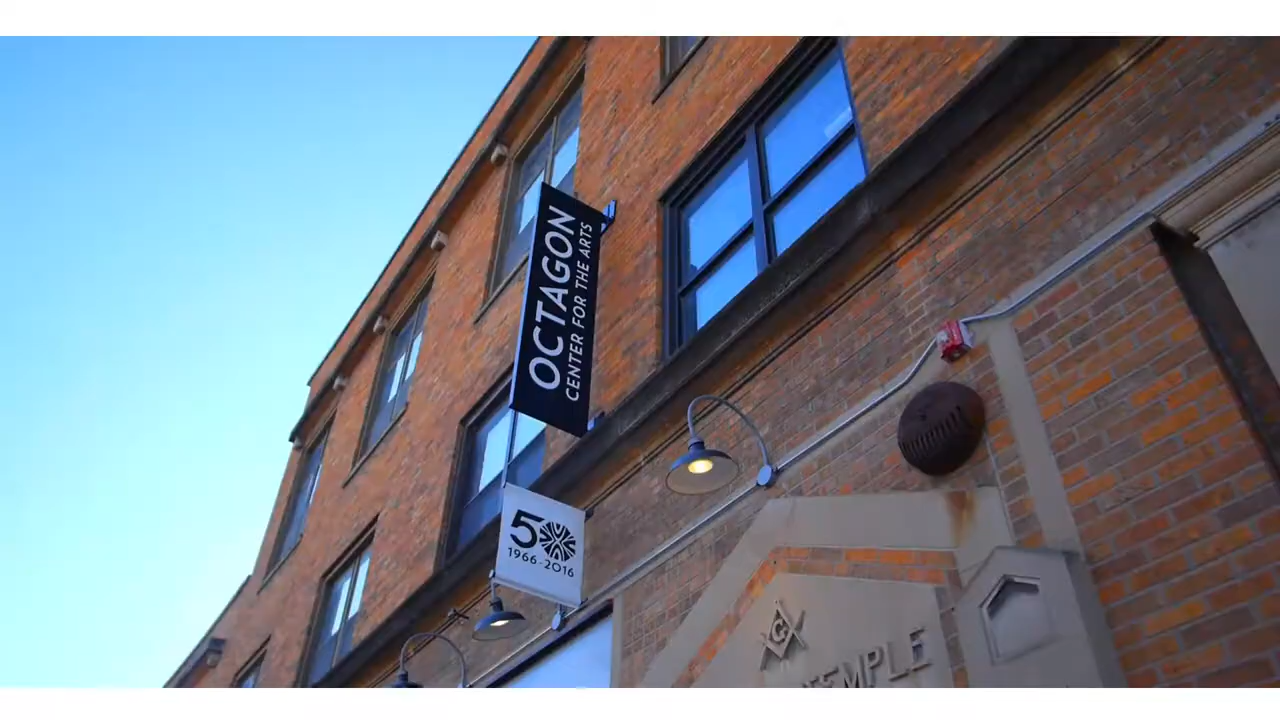 OCTAGON
CENTER FOR THE ARTS
50
1966-2016
G
TEMPLE